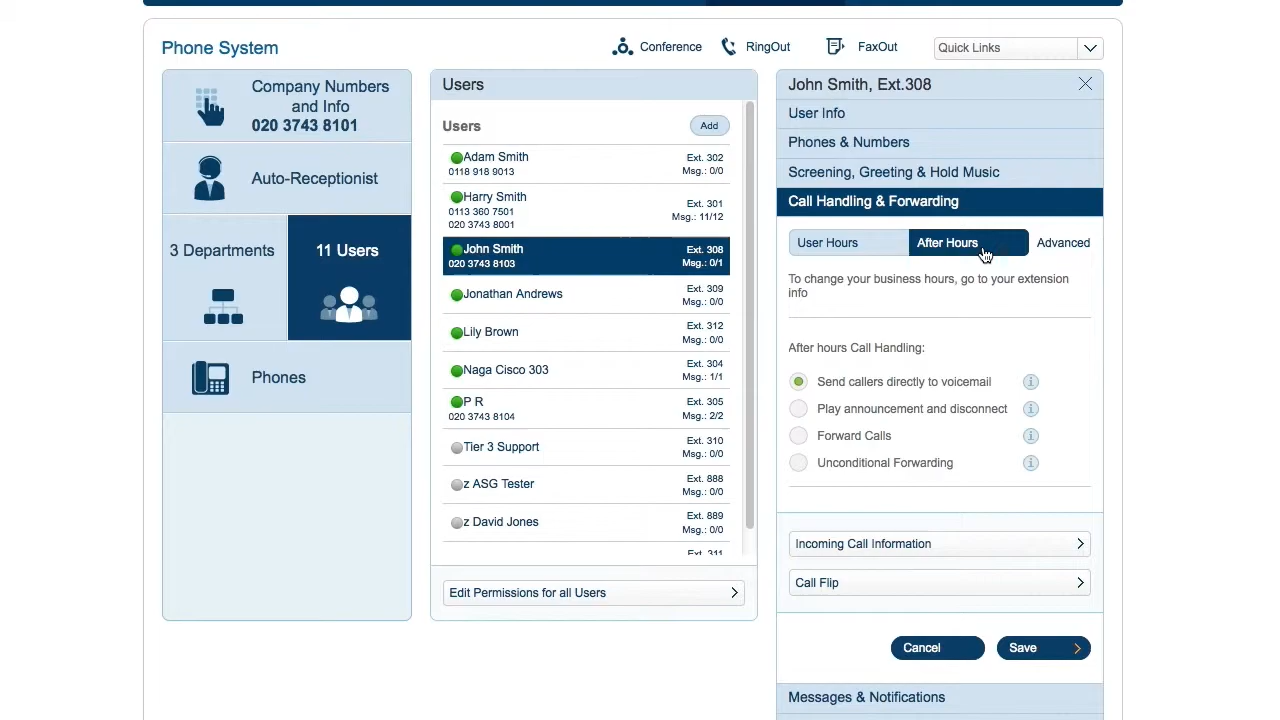 Phone System
Conference
RingOut
FaxOut
Quick Links
Company Numbers
and Info
020 3743 8101
Auto-Receptionist
3 Departments
11 Users
Phones
Users
Users
Add
Adam Smith
Ext. 302
0118 918 9013
Msg.: 0/0
Harry Smith
Ext. 301
0113 360 7501
Msg.: 11/12
020 3743 8001
John Smith
Ext. 308
020 3743 8103
Msg.: 0/1
Jonathan Andrews
Ext. 309
Msg.: 0/0
Lily Brown
Ext. 312
Msg.: 0/0
Naga Cisco 303
Ext. 304
Msg.: 1/1
P R
Ext. 305
020 3743 8104
Msg.: 2/2
Tier 3 Support
Ext. 310
Msg.: 0/0
z ASG Tester
Ext. 888
Msg.: 0/0
z David Jones
Ext. 889
Msg.: 0/0
Ext. 311
Edit Permissions for all Users
John Smith, Ext.308
User Info
Phones & Numbers
Screening, Greeting & Hold Music
Call Handling & Forwarding
User Hours
After Hours
Advanced
To change your business hours, go to your extension
info
After hours Call Handling:
Send callers directly to voicemail
Play announcement and disconnect
Forward Calls
Unconditional Forwarding
Incoming Call Information
Call Flip
Cancel
Save
Messages & Notifications